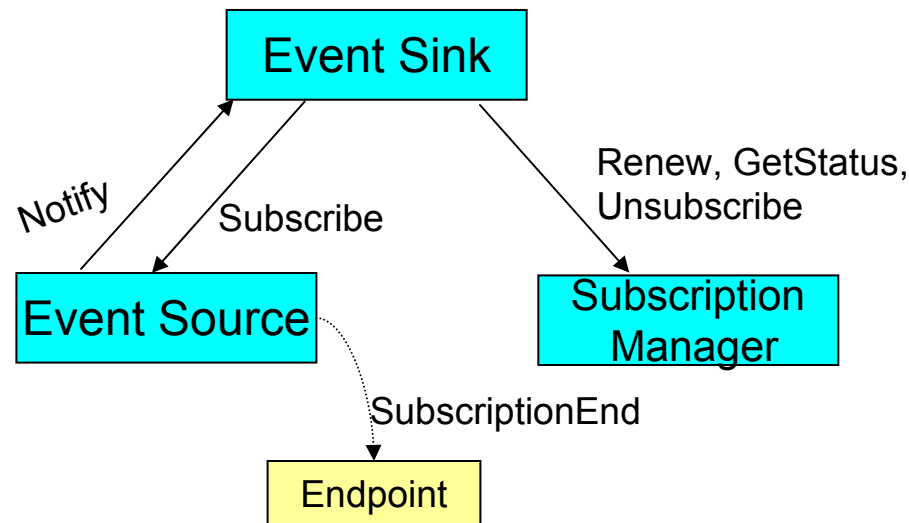 Event Sink
Renew, GetStatus,
Unsubscribe
Notify
Subscribe
Event Source
Subscription
Manager
SubscriptionEnd
Endpoint